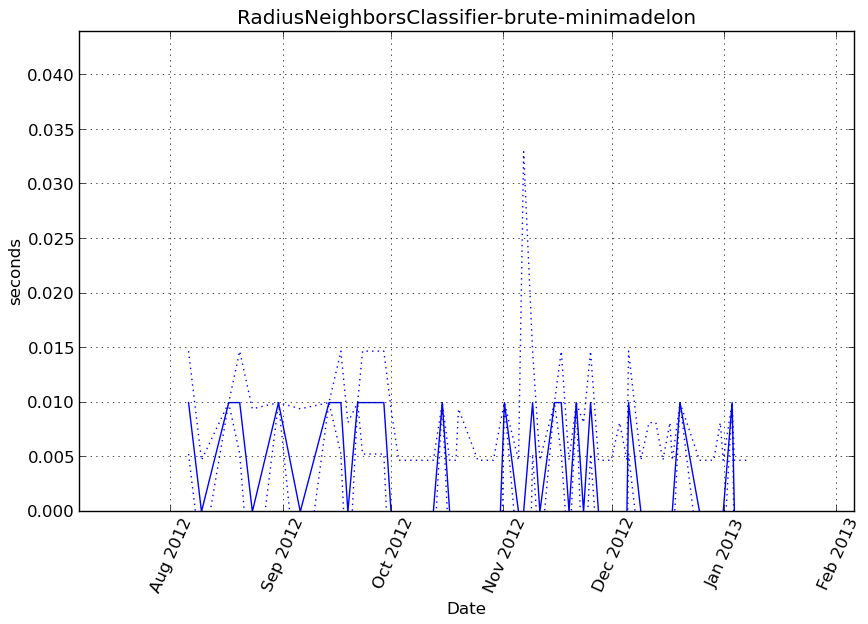 RadiusNeighborsClassifier-brute-minimadelon
0.040
0.035
0.030
0.025
0.020
0.015
0.010
0.005
0.000
seconds
Aug 2012
Sep 2012
Oct 2012
Nov 2012
Dec 2012
Jan 2013
Feb 2013
Date